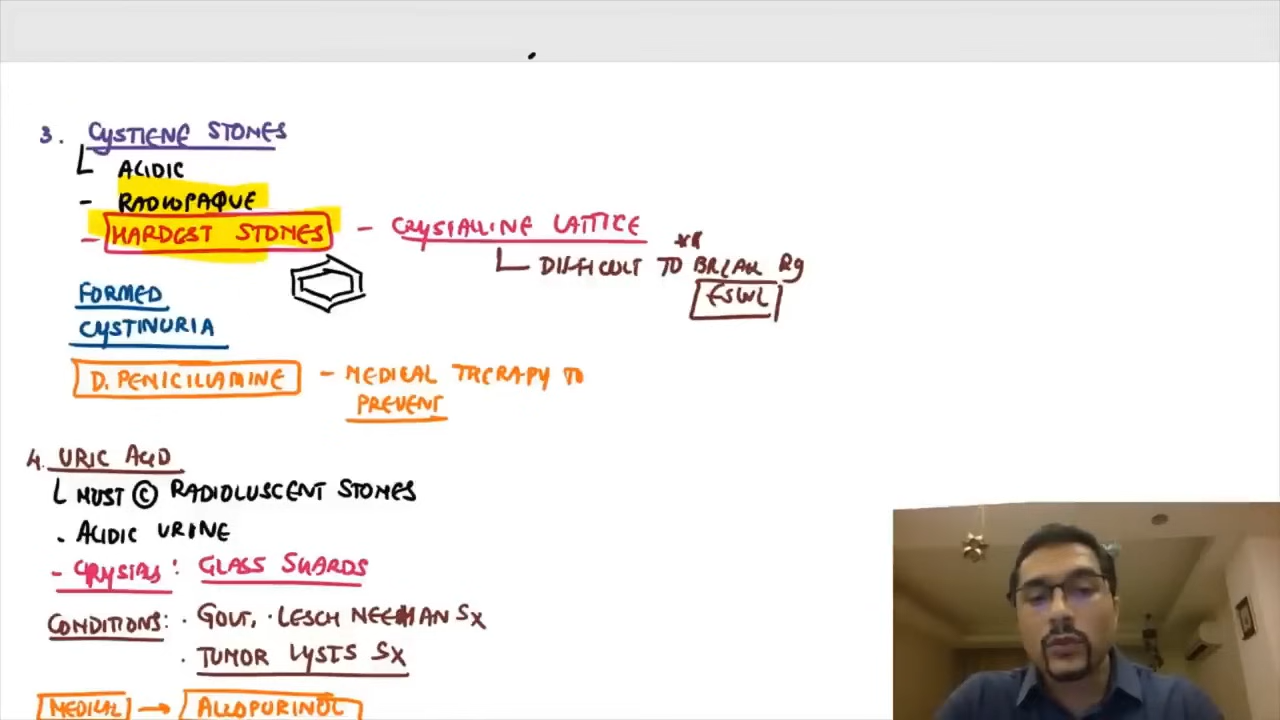 3. CYSTIENE STONES
ACIDIC
- RADIOPAQUE
- HARDEST STONES - CRYSTALLINE LATTICE
DIFFICULT TO BREAK By
ESWL
FORMED
CYSTINURIA
D. PENICILLAMINE - MEDICAL THERAPY TO
PREVENT
4. URIC ACID
MOST © RADIOLUSCENT STONES
. ACIDIC URINE
- CRYSTALS : GLASS SHARDS
CONDITIONS: · GOUT, · LESCH NEEHAN Sx
· TUMOR LYSIS Sx
MEDICAL → ALLOPURINOL